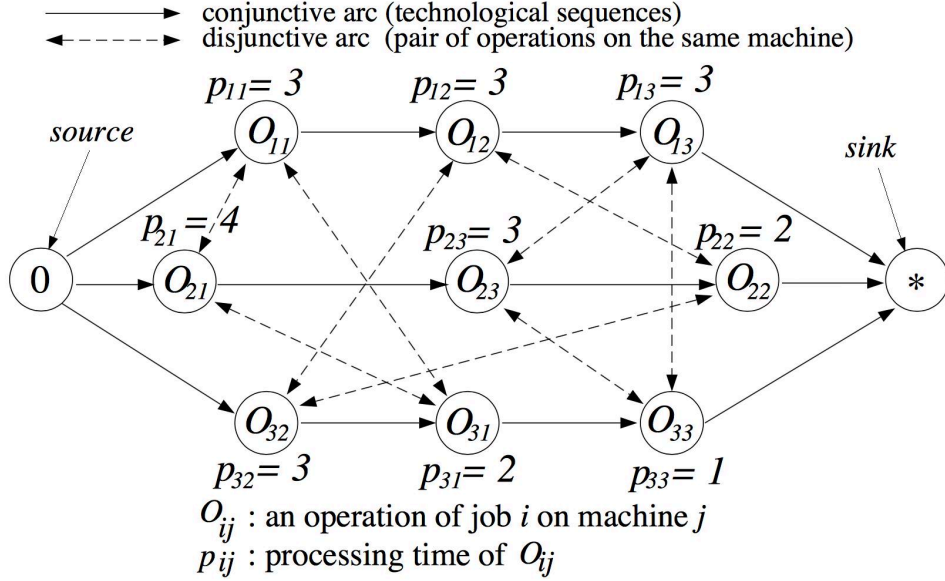 conjunctive arc (technological sequences)
disjunctive arc (pair of operations on the same machine)
p11 = 3
p12 = 3
p13 = 3
source
O11
O12
O13
sink
p21 = 4
p23 = 3
p22 = 2
0
O21
O23
O22
*
O32
O31
O33
p32 = 3
p31 = 2
p33 = 1
Oij : an operation of job i on machine j
pij : processing time of Oij